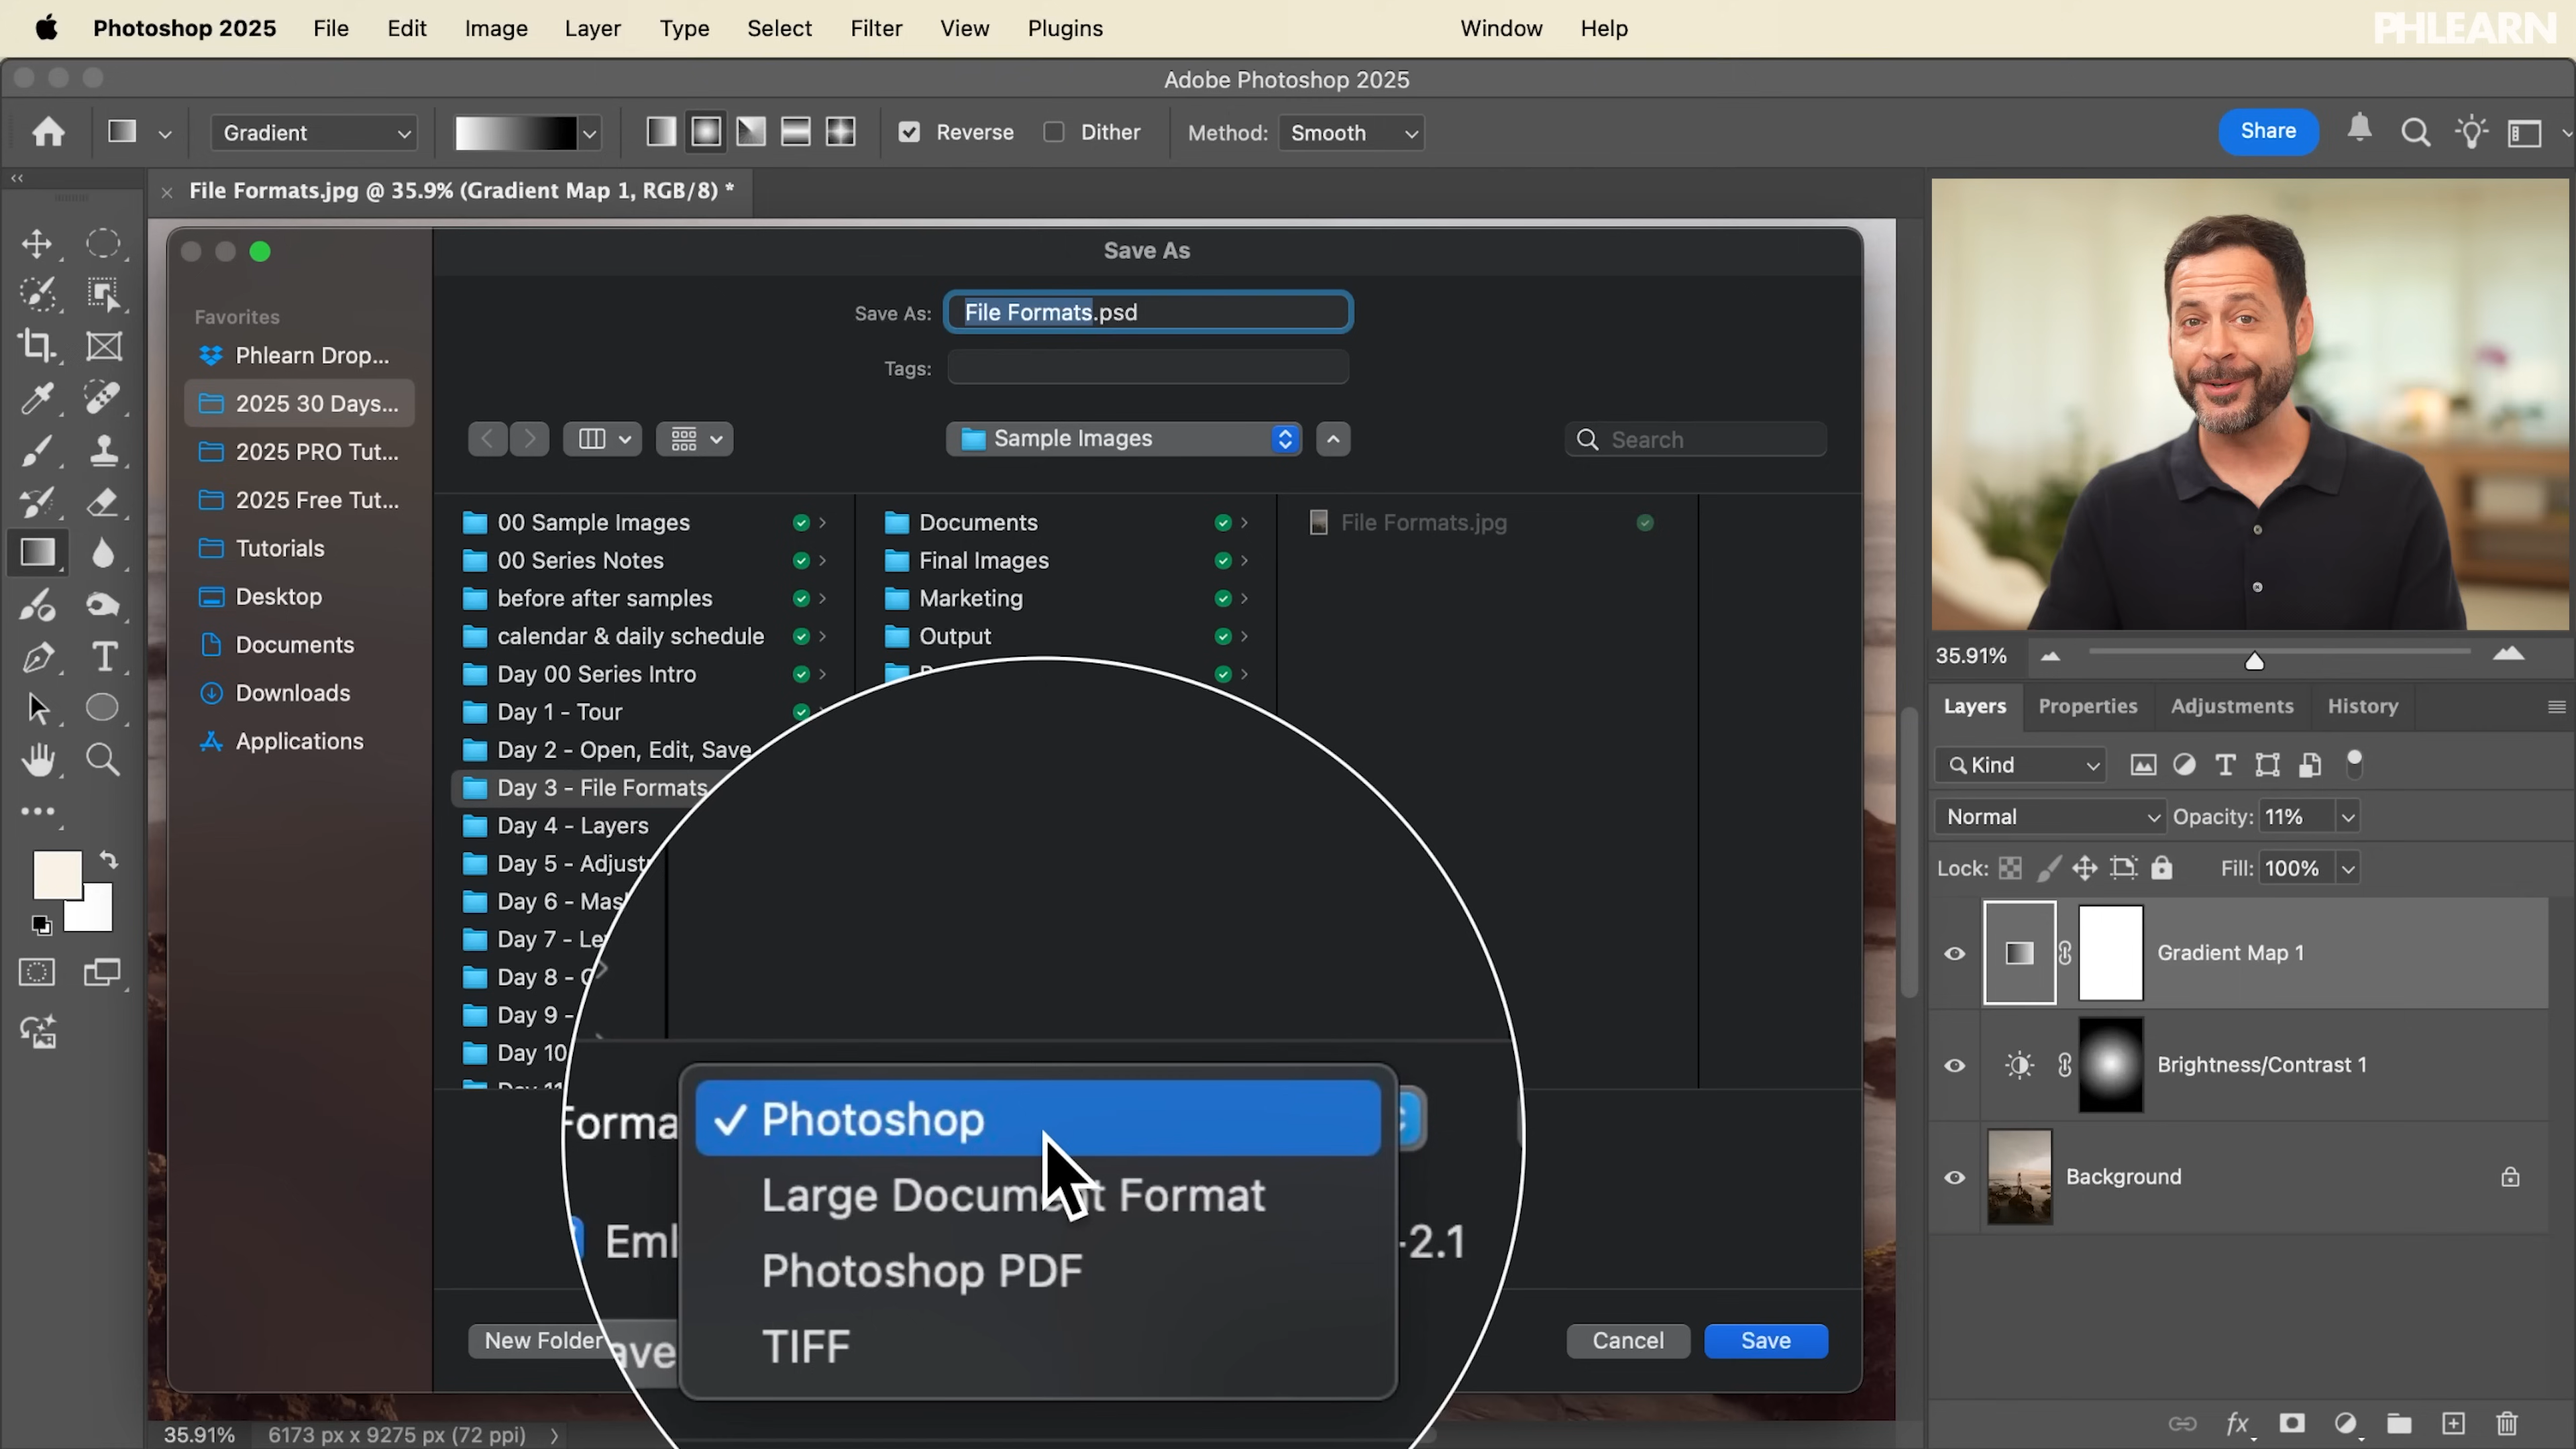 Photoshop 2025 File Edit Image Layer Type Select Filter View Plugins Window Help
PHLEARN
Adobe Photoshop 2025
Gradient Reverse Dither Method: Smooth Share
File Formats.jpg @ 35.9% (Gradient Map 1, RGB/8) *
Save As
Save As: File Formats.psd
Tags:
Sample Images
Search
Favorites
Phlearn Drop...
2025 30 Days...
2025 PRO Tut...
2025 Free Tut...
Tutorials
Desktop
Documents
Downloads
Applications
00 Sample Images
00 Series Notes
before after samples
calendar & daily schedule
Day 00 Series Intro
Day 1 - Tour
Day 2 - Open, Edit, Save
Day 3 - File Formats
Day 4 - Layers
Day 5 - Adjust
Day 6 - Mas
Day 7 - Le
Day 8 -
Day 9 -
Day 10
Documents
Final Images
Marketing
Output
File Formats.jpg
Forma
✓ Photoshop
Large Document Format
Photoshop PDF
TIFF
-2.1
New Folder
Cancel
Save
35.91%
6173 px x 9275 px (72 ppi)
35.91%
Layers Properties Adjustments History
Kind
Normal Opacity: 11%
Lock: Fill: 100%
Gradient Map 1
Brightness/Contrast 1
Background
fx